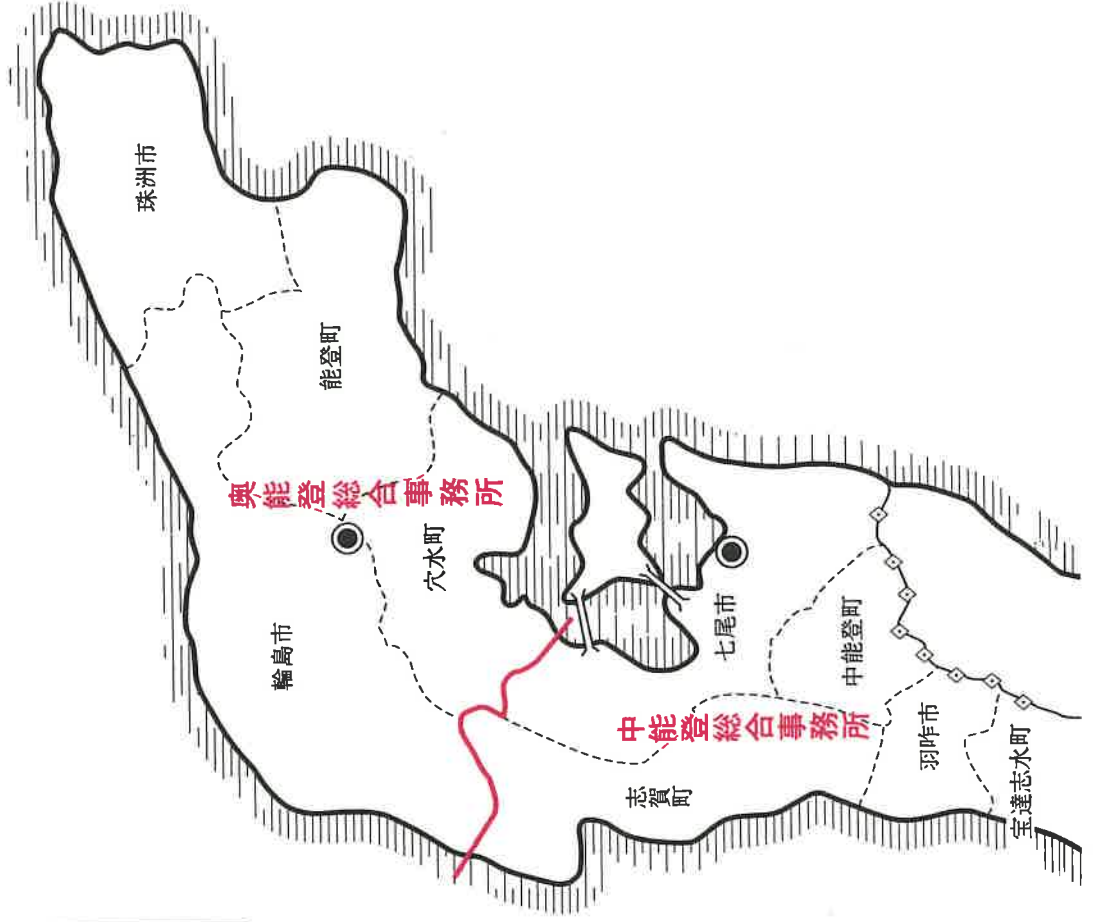 珠洲市
能登町
奥能登総合事務所
穴水町
輪島市
七尾市
中能登町
中能登総合事務所
志賀町
羽咋市
宝達志水町